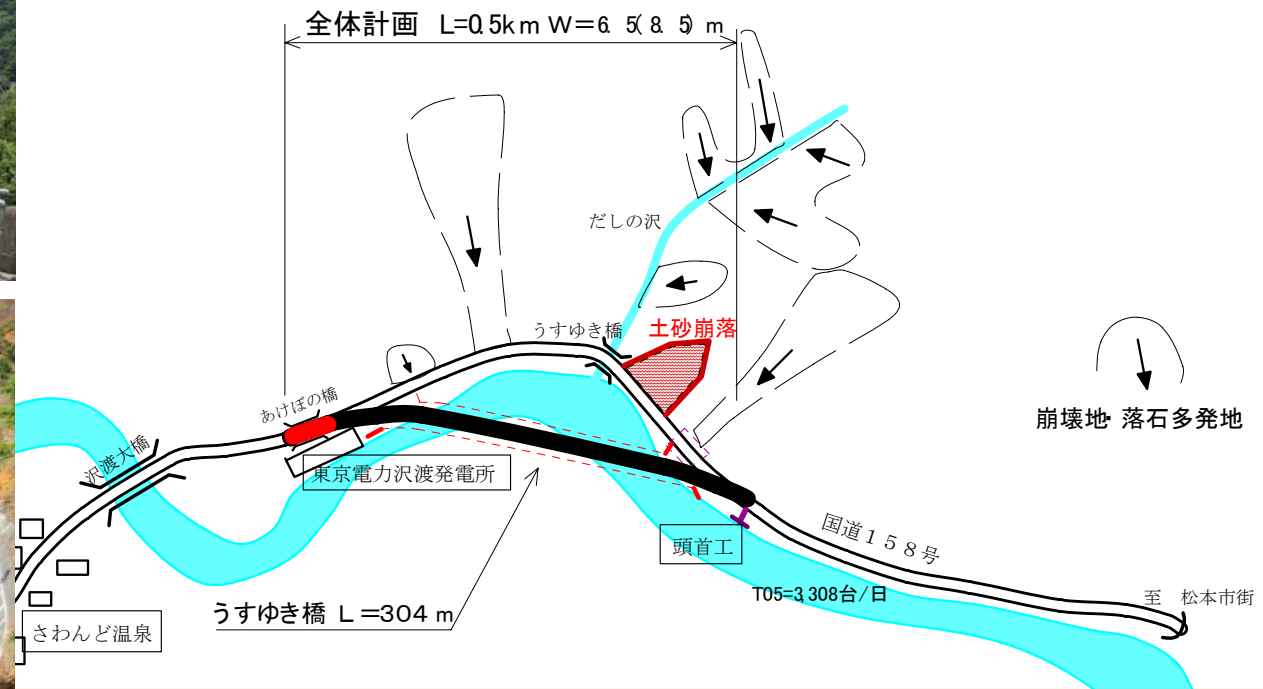 全体計画 L=0.5km W=6.5(8.5) m
だしの沢
うすゆき橋
土砂崩落
あけぼの橋
沢渡大橋
東京電力沢渡発電所
崩壊地・落石多発地
頭首工
国道158号
T05=3,308台/日
至 松本市街
うすゆき橋 L=304 m
さわんど温泉